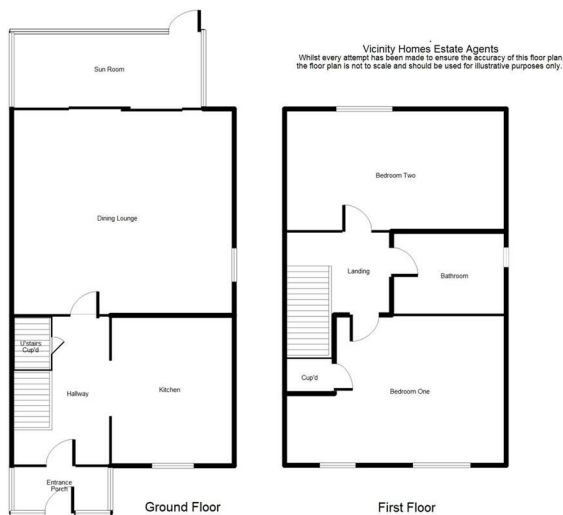 Vicinity Homes Estate Agents
Whilst every attempt has been made to ensure the accuracy of this floor plan
the floor plan is not to scale and should be used for illustrative purposes only.
Sun Room
Dining Lounge
U'stairs
Cup'd
Hallway
Kitchen
Entrance
Porch
Ground Floor
Bedroom Two
Landing
Bathroom
Cup'd
Bedroom One
First Floor